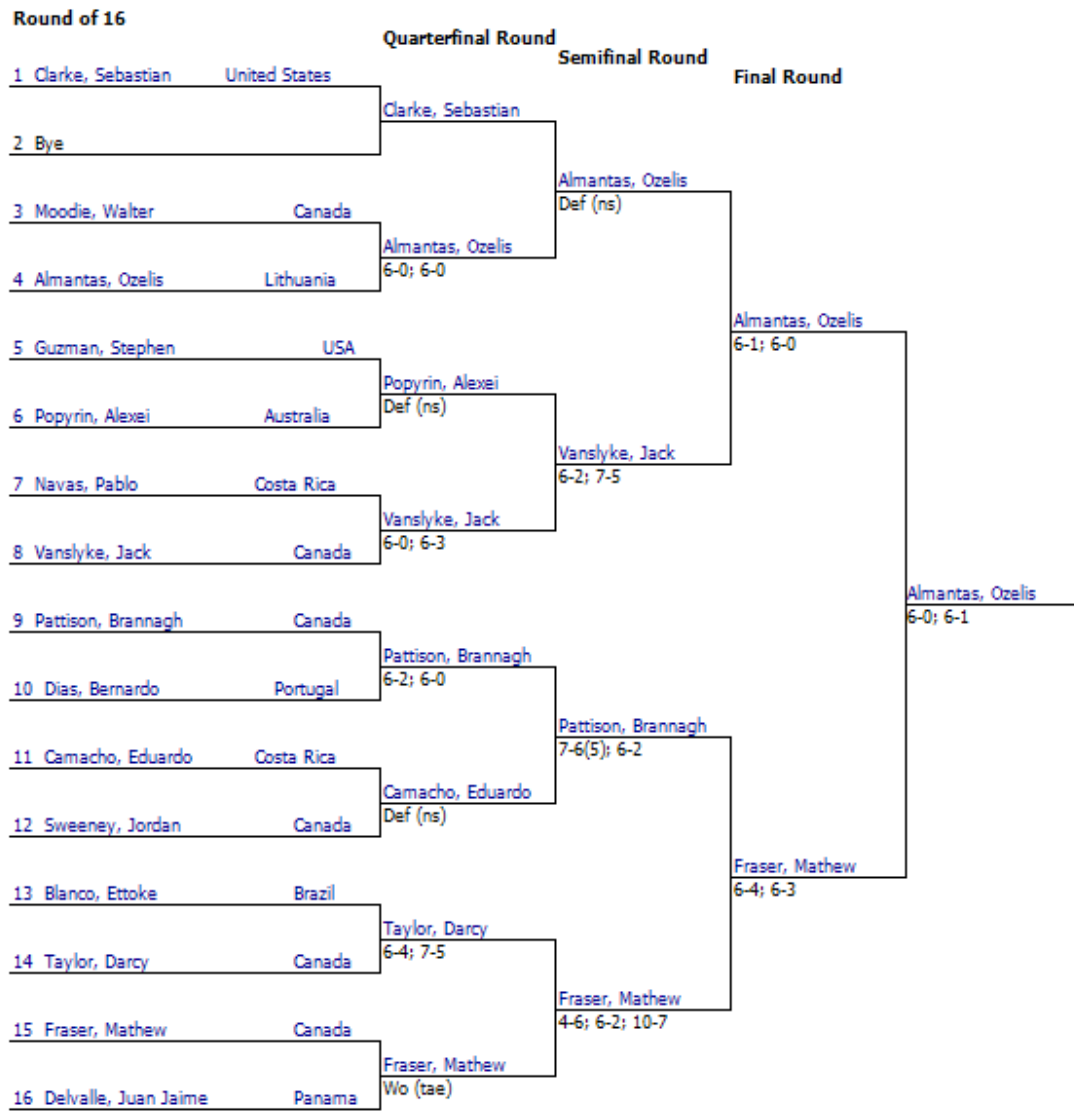 Round of 16
Quarterfinal Round
Semifinal Round
Final Round
1 Clarke, Sebastian United States
Clarke, Sebastian
2 Bye
Almantas, Ozelis
Def (ns)
3 Moodie, Walter Canada
Almantas, Ozelis
6-0; 6-0
4 Almantas, Ozelis Lithuania
Almantas, Ozelis
6-1; 6-0
5 Guzman, Stephen USA
Popyrin, Alexei
Def (ns)
6 Popyrin, Alexei Australia
Vanslyke, Jack
6-2; 7-5
7 Navas, Pablo Costa Rica
Vanslyke, Jack
6-0; 6-3
8 Vanslyke, Jack Canada
Almantas, Ozelis
6-0; 6-1
9 Pattison, Brannagh Canada
Pattison, Brannagh
6-2; 6-0
10 Dias, Bernardo Portugal
Pattison, Brannagh
7-6(5); 6-2
11 Camacho, Eduardo Costa Rica
Camacho, Eduardo
Def (ns)
12 Sweeney, Jordan Canada
Fraser, Mathew
6-4; 6-3
13 Blanco, Ettoke Brazil
Taylor, Darcy
6-4; 7-5
14 Taylor, Darcy Canada
Fraser, Mathew
4-6; 6-2; 10-7
15 Fraser, Mathew Canada
Fraser, Mathew
Wo (tae)
16 Delvalle, Juan Jaime Panama